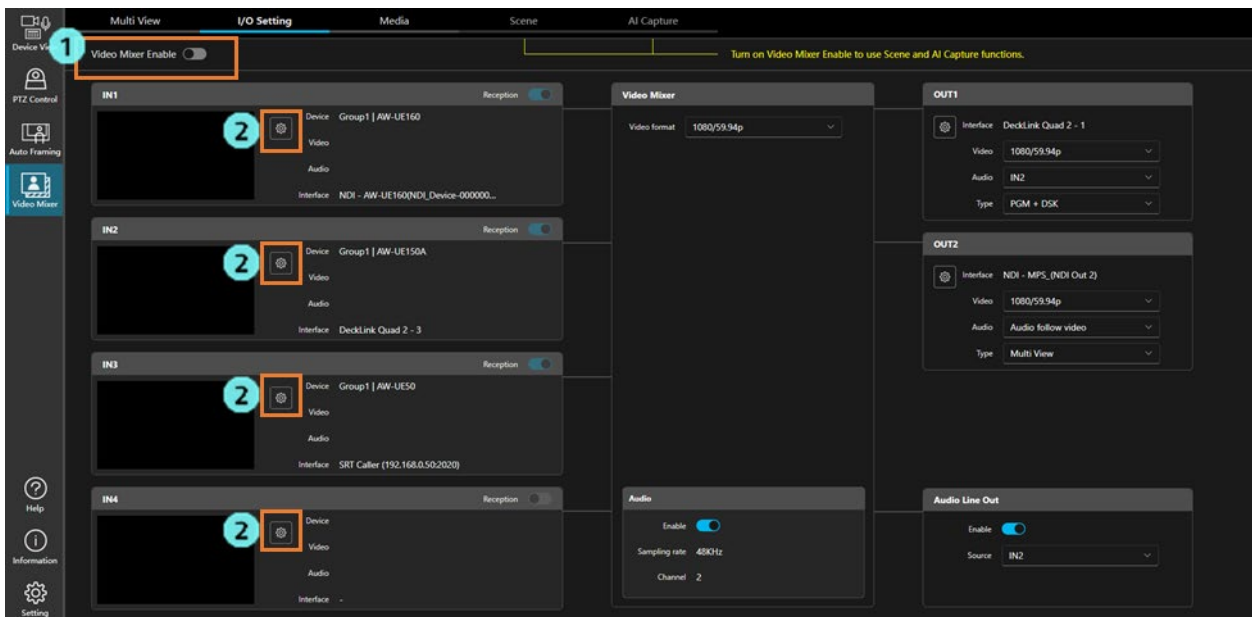 Multi View
I/O Setting
Media
Scene
AI Capture
Device Vi
1
Video Mixer Enable
Turn on Video Mixer Enable to use Scene and AI Capture functions.
PTZ Control
Auto Framing
Video Mixer
Help
Information
Setting
IN1
Reception
2
Device Group1 | AW-UE160
Video
Audio
Interface NDI - AW-UE160(NDI_Device-000000...
IN2
Reception
2
Device Group1 | AW-UE150A
Video
Audio
Interface DeckLink Quad 2 - 3
IN3
Reception
2
Device Group1 | AW-UE50
Video
Audio
Interface SRT Caller (192.168.0.50:2020)
IN4
Reception
2
Device
Video
Audio
Interface -
Video Mixer
Video format 1080/59.94p
Audio
Enable
Sampling rate 48KHz
Channel 2
OUT1
Interface DeckLink Quad 2 - 1
Video 1080/59.94p
Audio IN2
Type PGM + DSK
OUT2
Interface NDI - MPS_(NDI Out 2)
Video 1080/59.94p
Audio Audio follow video
Type Multi View
Audio Line Out
Enable
Source IN2